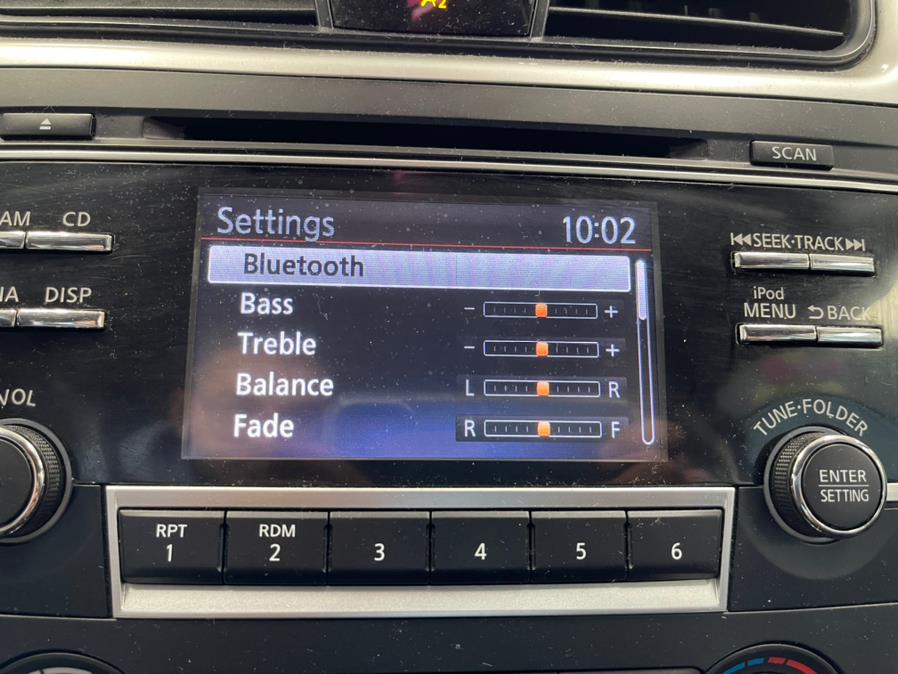 SCAN
AM CD
Settings 10:02
SEEK·TRACK
Bluetooth
iPod
DISP
MENU BACK
Bass - +
Treble - +
Balance L R
Fade R F
VOL
TUNE·FOLDER
ENTER
SETTING
RPT RDM
1 2 3 4 5 6